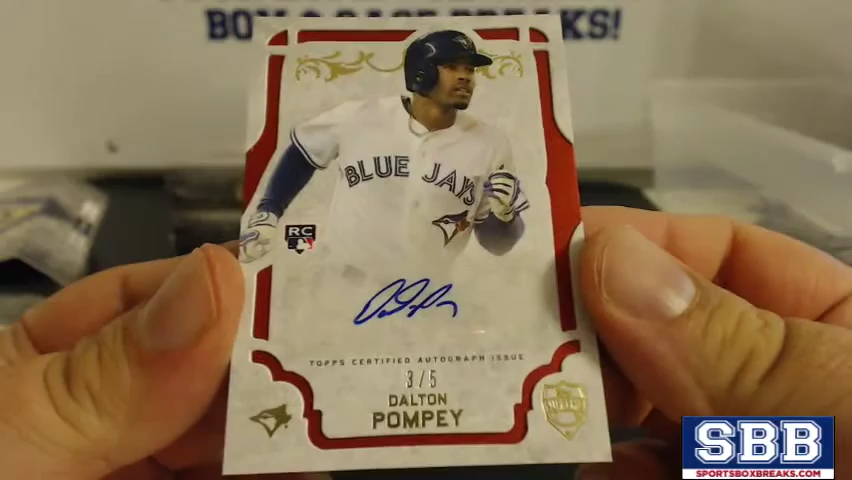 BOX & CASE BREAKS!
BLUE JAYS
RC
TOPPS CERTIFIED AUTOGRAPH ISSUE
3/5
DALTON
POMPEY
SBB
SPORTSBOXBREAKS.COM